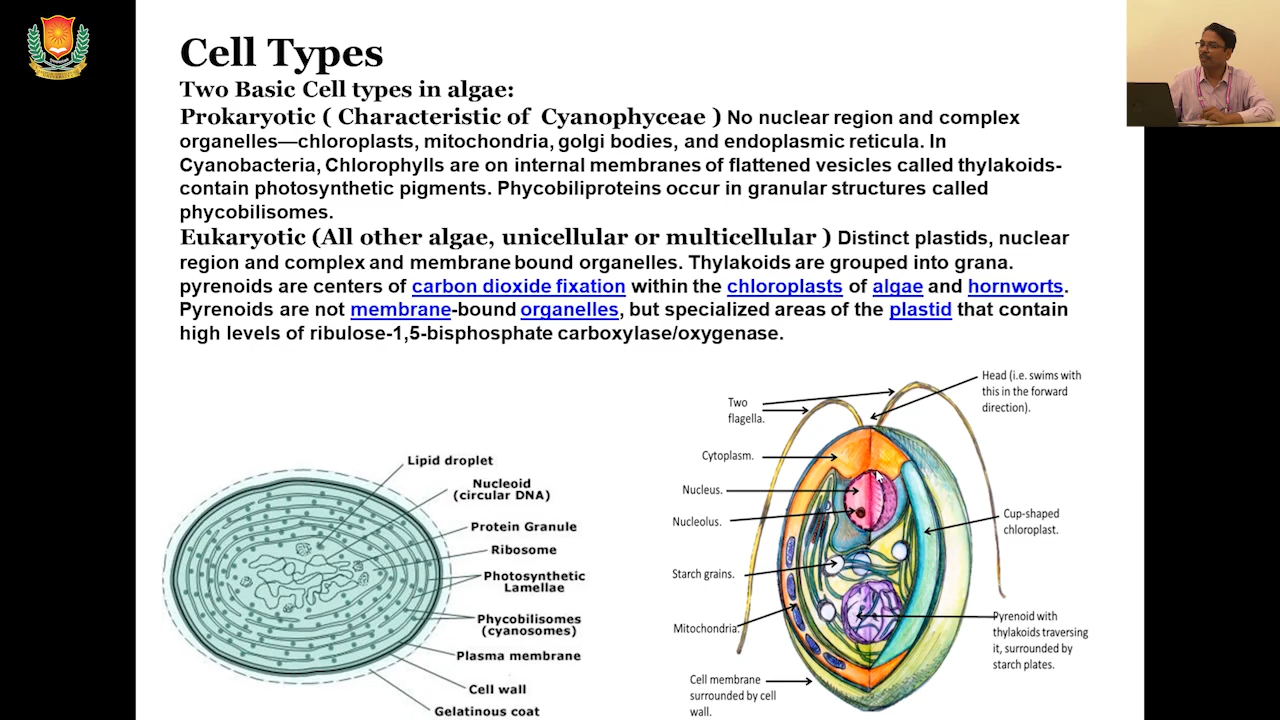 Cell Types
Two Basic Cell types in algae:
Prokaryotic ( Characteristic of Cyanophyceae ) No nuclear region and complex
organelles—chloroplasts, mitochondria, golgi bodies, and endoplasmic reticula. In
Cyanobacteria, Chlorophylls are on internal membranes of flattened vesicles called thylakoids-
contain photosynthetic pigments. Phycobiliproteins occur in granular structures called
phycobilisomes.
Eukaryotic (All other algae, unicellular or multicellular ) Distinct plastids, nuclear
region and complex and membrane bound organelles. Thylakoids are grouped into grana.
pyrenoids are centers of carbon dioxide fixation within the chloroplasts of algae and hornworts.
Pyrenoids are not membrane-bound organelles, but specialized areas of the plastid that contain
high levels of ribulose-1,5-bisphosphate carboxylase/oxygenase.
Lipid droplet
Nucleoid
(circular DNA)
Protein Granule
Ribosome
Photosynthetic
Lamellae
Phycobilisomes
(cyanosomes)
Plasma membrane
Cell wall
Gelatinous coat
Head (i.e. swims with
this in the forward
direction).
Two
flagella.
Cytoplasm.
Nucleus.
Nucleolus.
Cup-shaped
chloroplast.
Starch grains.
Mitochondria.
Pyrenoid with
thylakoids traversing
it, surrounded by
starch plates.
Cell membrane
surrounded by cell
wall.